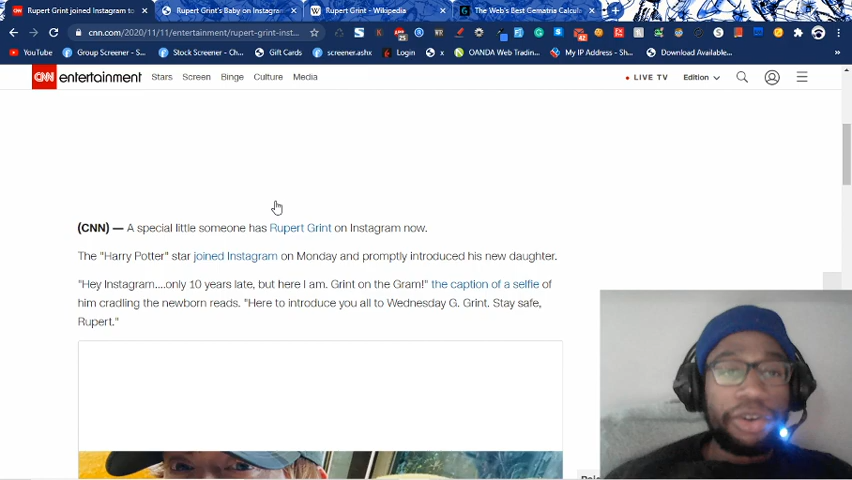 Rupert Grint joined Instagram to
Rupert Grint's Baby on Instagram
Rupert Grint - Wikipedia
The Web's Best Gematria Calcul
cnn.com/2020/11/11/entertainment/rupert-grint-inst...
YouTube
Group Screener - S...
Stock Screener - Ch...
Gift Cards
screener.ashx
Login
x
OANDA Web Tradin...
My IP Address - Sh...
Download Available...
CNN entertainment
Stars
Screen
Binge
Culture
Media
LIVE TV
Edition
(CNN) — A special little someone has Rupert Grint on Instagram now.
The "Harry Potter" star joined Instagram on Monday and promptly introduced his new daughter.
"Hey Instagram....only 10 years late, but here I am. Grint on the Gram!" the caption of a selfie of
him cradling the newborn reads. "Here to introduce you all to Wednesday G. Grint. Stay safe,
Rupert."